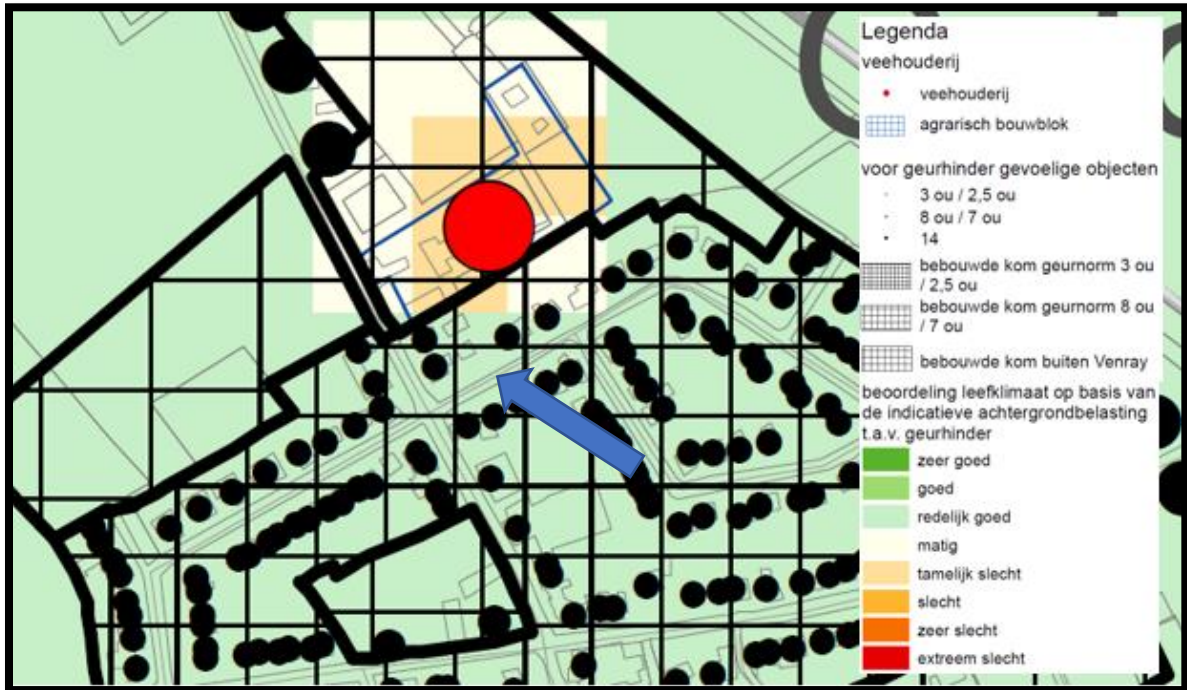 Legenda
veehouderij
veehouderij
agrarisch bouwblok
voor geurhinder gevoelige objecten
3 ou / 2,5 ou
8 ou / 7 ou
14
bebouwde kom geurnorm 3 ou
/ 2,5 ou
bebouwde kom geurnorm 8 ou
/ 7 ou
bebouwde kom buiten Venray
beoordeling leefklimaat op basis van
de indicatieve achtergrondbelasting
t.a.v. geurhinder
zeer goed
goed
redelijk goed
matig
tamelijk slecht
slecht
zeer slecht
extreem slecht